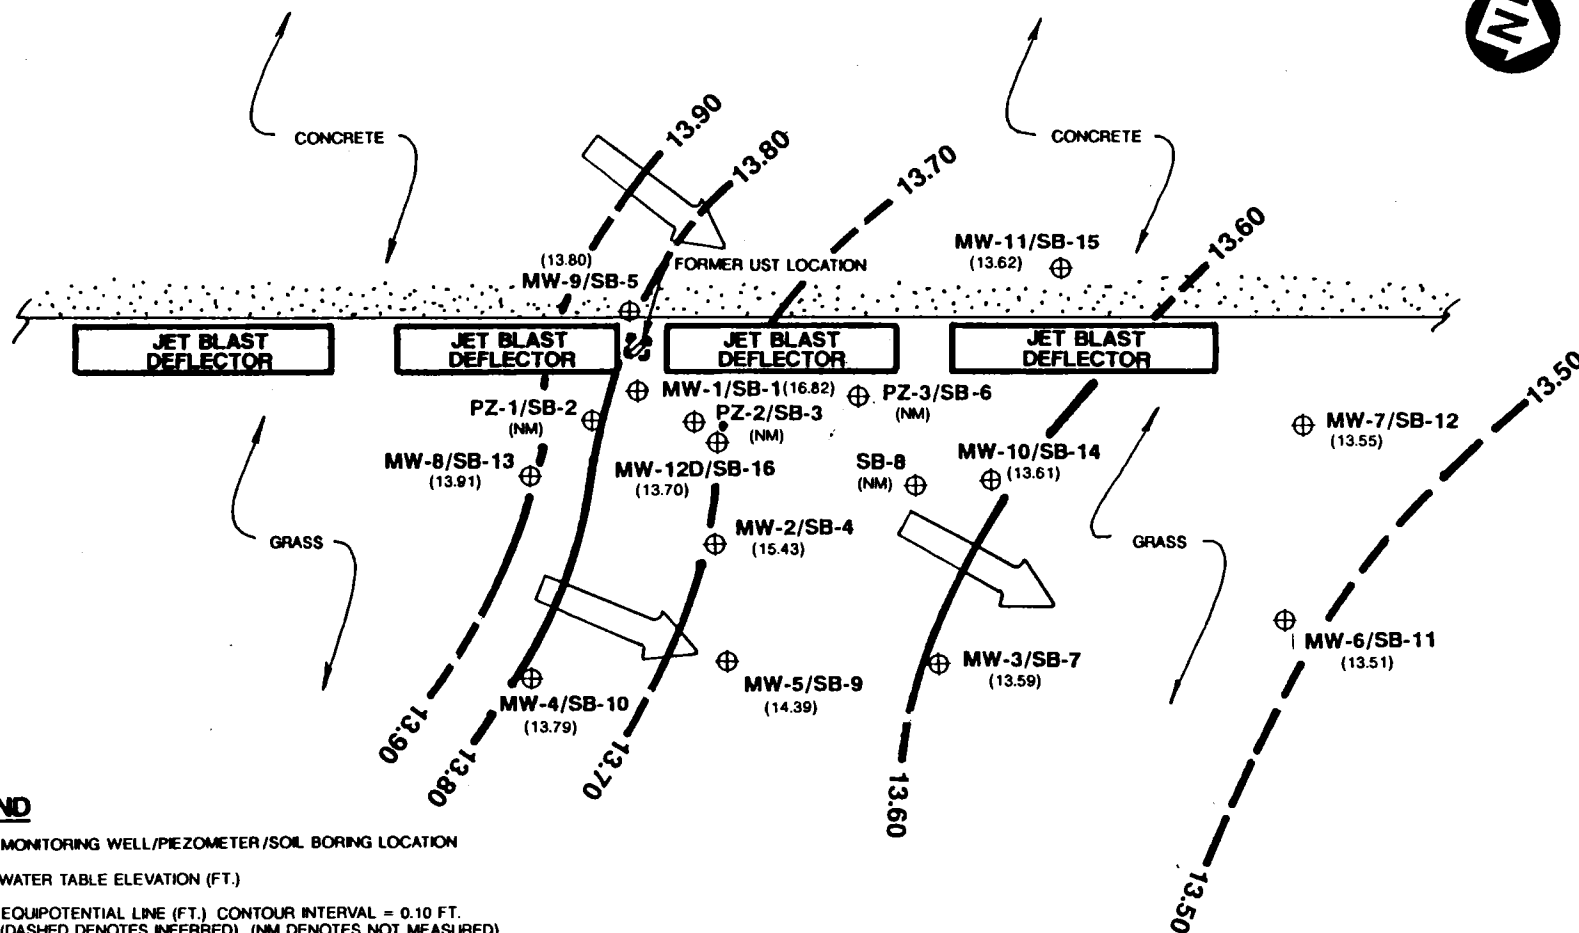 N
CONCRETE
CONCRETE
13.90
13.80
13.70
13.60
(13.80)
MW-9/SB-5
FORMER UST LOCATION
MW-11/SB-15
(13.62)
JET BLAST
DEFLECTOR
JET BLAST
DEFLECTOR
JET BLAST
DEFLECTOR
JET BLAST
DEFLECTOR
13.50
MW-1/SB-1(16.82)
PZ-1/SB-2
(NM)
PZ-2/SB-3
(NM)
PZ-3/SB-6
(NM)
MW-7/SB-12
(13.55)
MW-8/SB-13
(13.91)
MW-12D/SB-16
(13.70)
SB-8
(NM)
MW-10/SB-14
(13.61)
GRASS
MW-2/SB-4
(15.43)
GRASS
MW-6/SB-11
(13.51)
MW-4/SB-10
(13.79)
MW-5/SB-9
(14.39)
MW-3/SB-7
(13.59)
13.90
13.80
13.70
13.60
13.50
ND
MONITORING WELL/PIEZOMETER/SOIL BORING LOCATION
WATER TABLE ELEVATION (FT.)
EQUIPOTENTIAL LINE (FT.) CONTOUR INTERVAL = 0.10 FT.
(DASHED DENOTES INFERRED) (NM DENOTES NOT MEASURED)